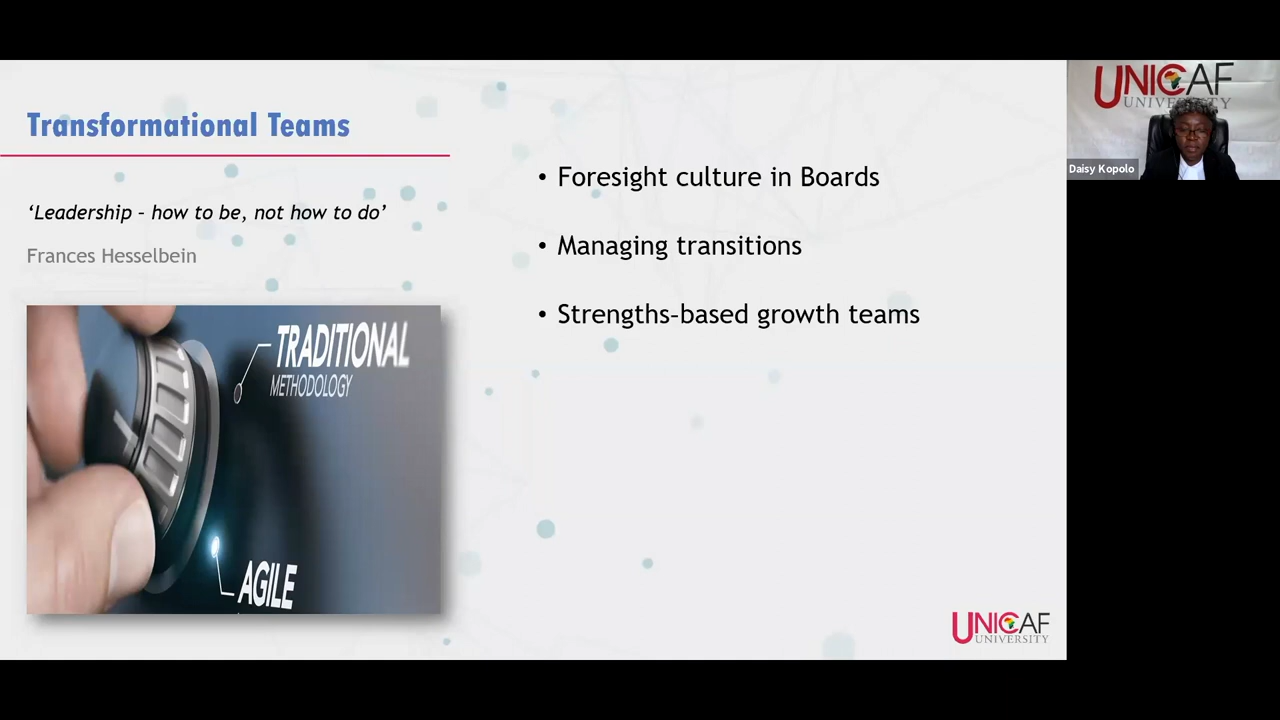 Transformational Teams
‘Leadership – how to be, not how to do’
Frances Hesselbein
TRADITIONAL
METHODOLOGY
AGILE
• Foresight culture in Boards
• Managing transitions
• Strengths-based growth teams
UNICAF
UNIVERSITY
UNICAF
UNIVERSITY
Daisy Kopolo